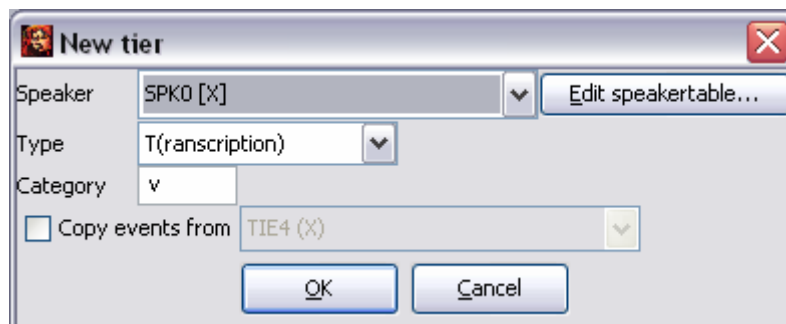 New tier
Speaker SPK0 [X] Edit speakertable...
Type T(ranscription)
Category v
Copy events from TIE4 (X)
OK Cancel